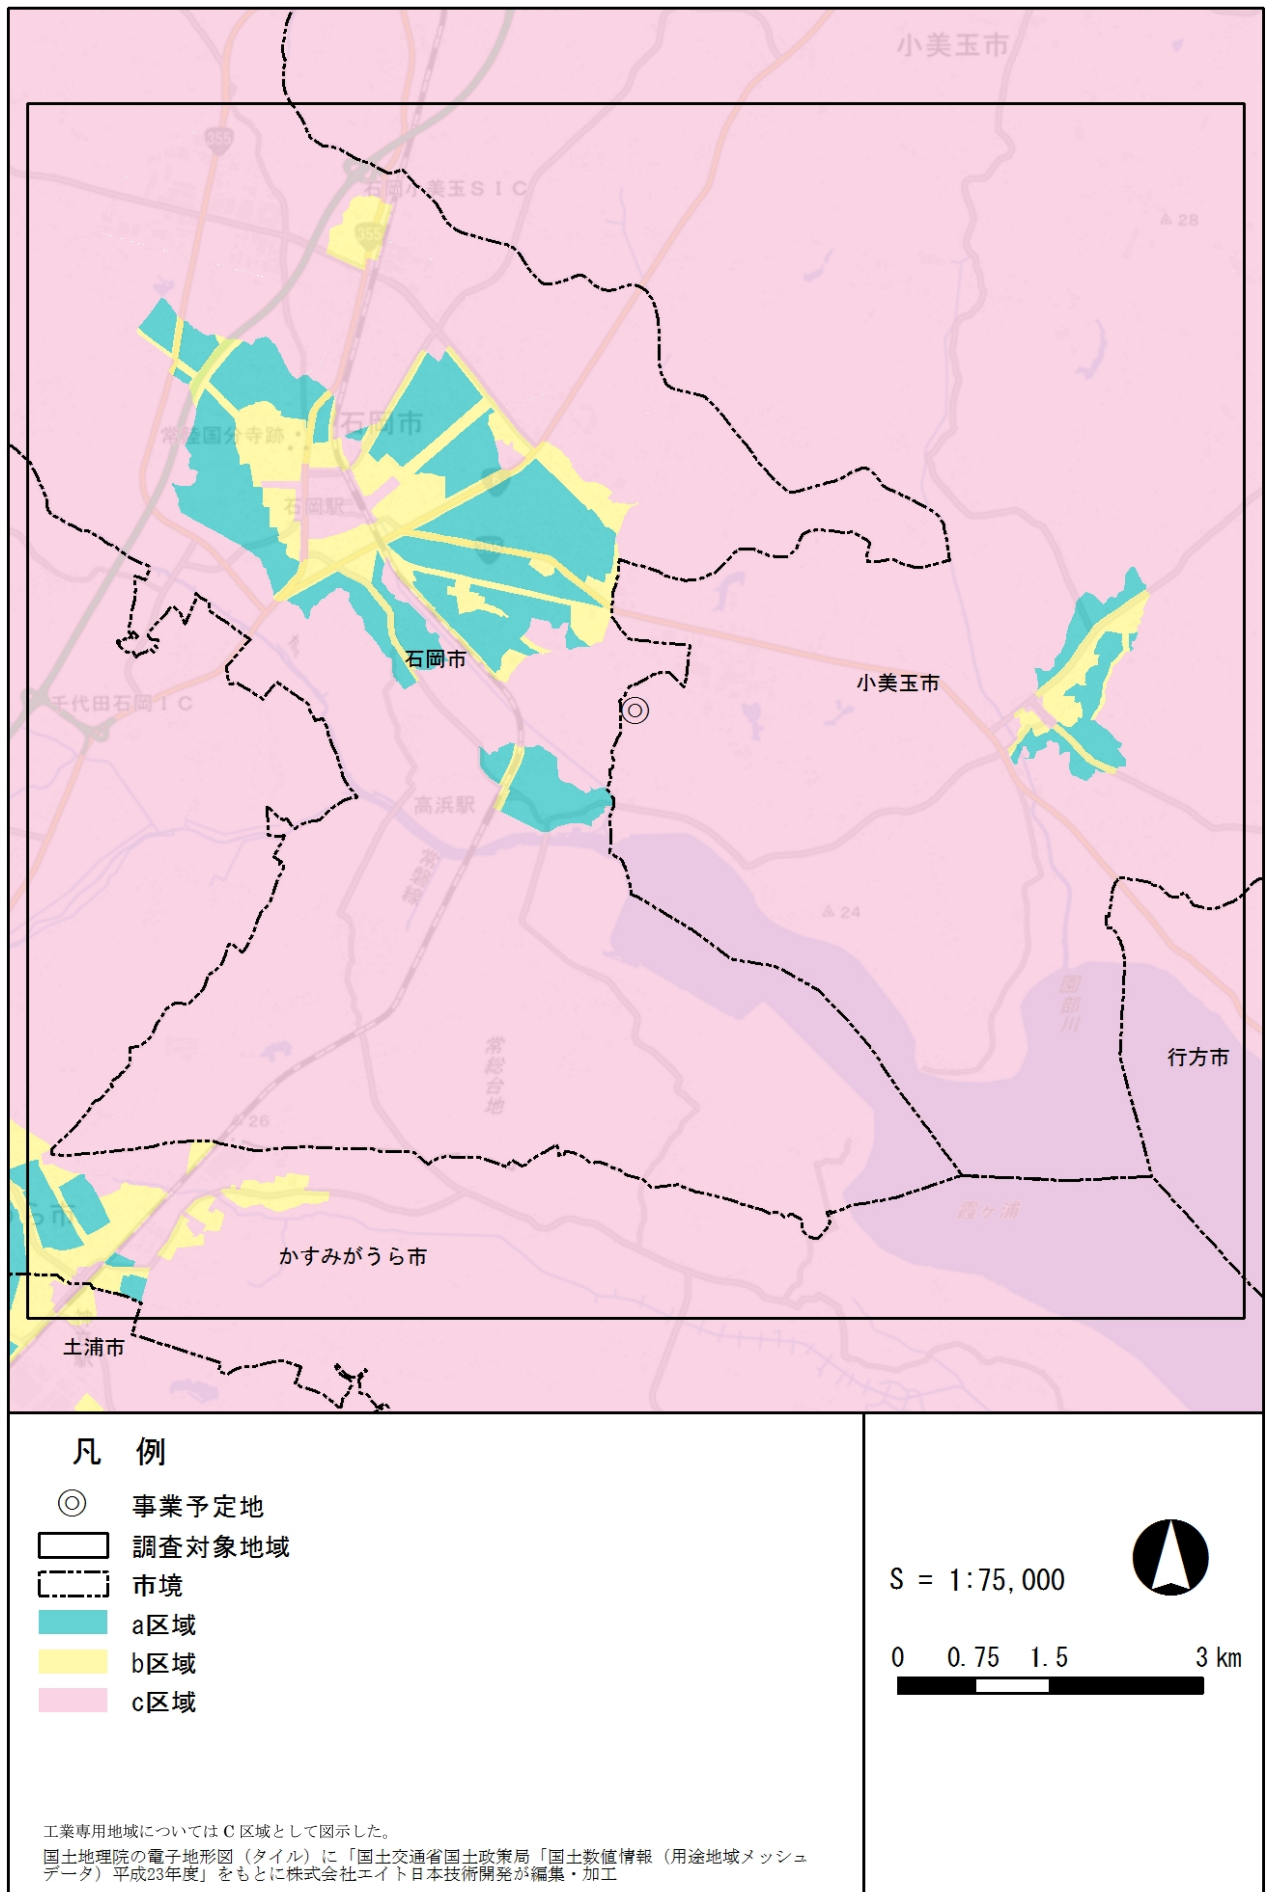 小美玉市
355
石岡小美玉SIC
355
28
石岡市
常陸国分寺跡
石岡駅
6
石岡市
小美玉市
千代田石岡IC
高浜駅
常磐線
24
園部川
常総台地
行方市
26
ら市
霞ヶ浦
かすみがうら市
土浦市
凡 例
事業予定地
調査対象地域
市境
a区域
b区域
c区域
S = 1:75,000
0 0.75 1.5 3 km
工業専用地域については C 区域として図示した。
国土地理院の電子地形図（タイル）に「国土交通省国土政策局「国土数値情報（用途地域メッシュ
データ）平成23年度」をもとに株式会社エイト日本技術開発が編集・加工